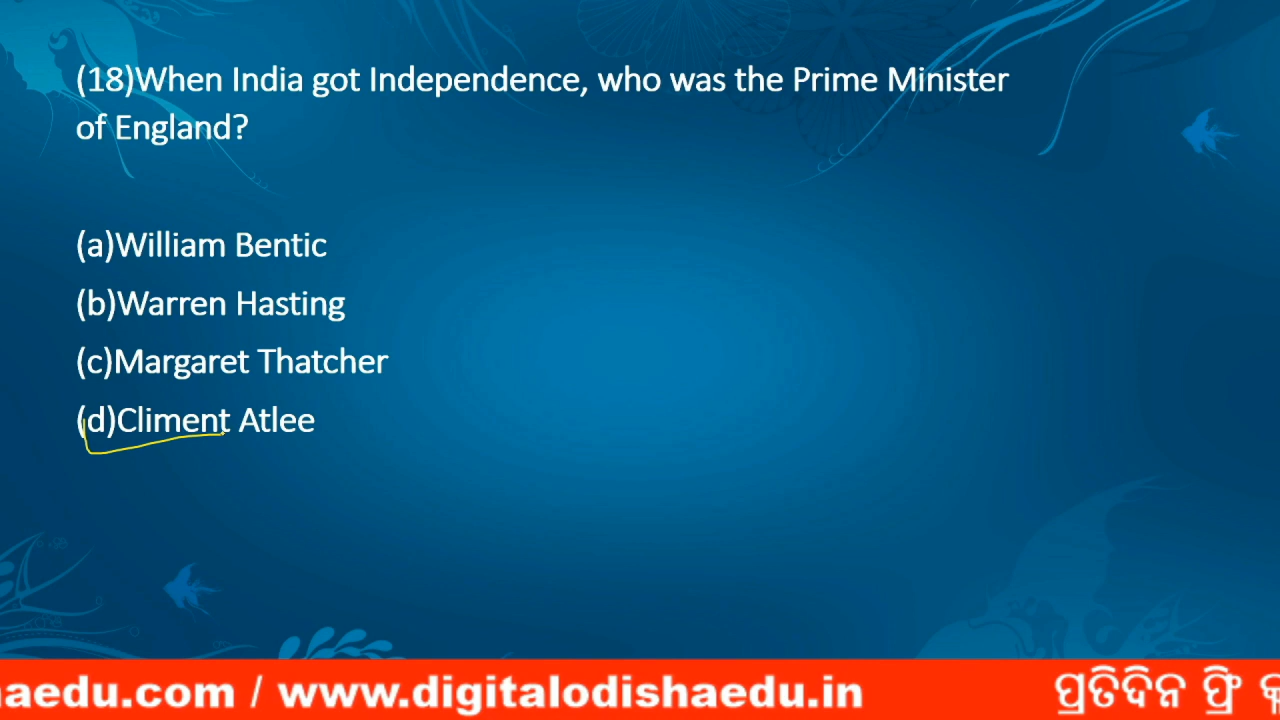 (18)When India got Independence, who was the Prime Minister
of England?
(a)William Bentic
(b)Warren Hasting
(c)Margaret Thatcher
(d)Climent Atlee
haedu.com / www.digitalodishaedu.in ପ୍ରତିଦିନ ଫ୍ରି